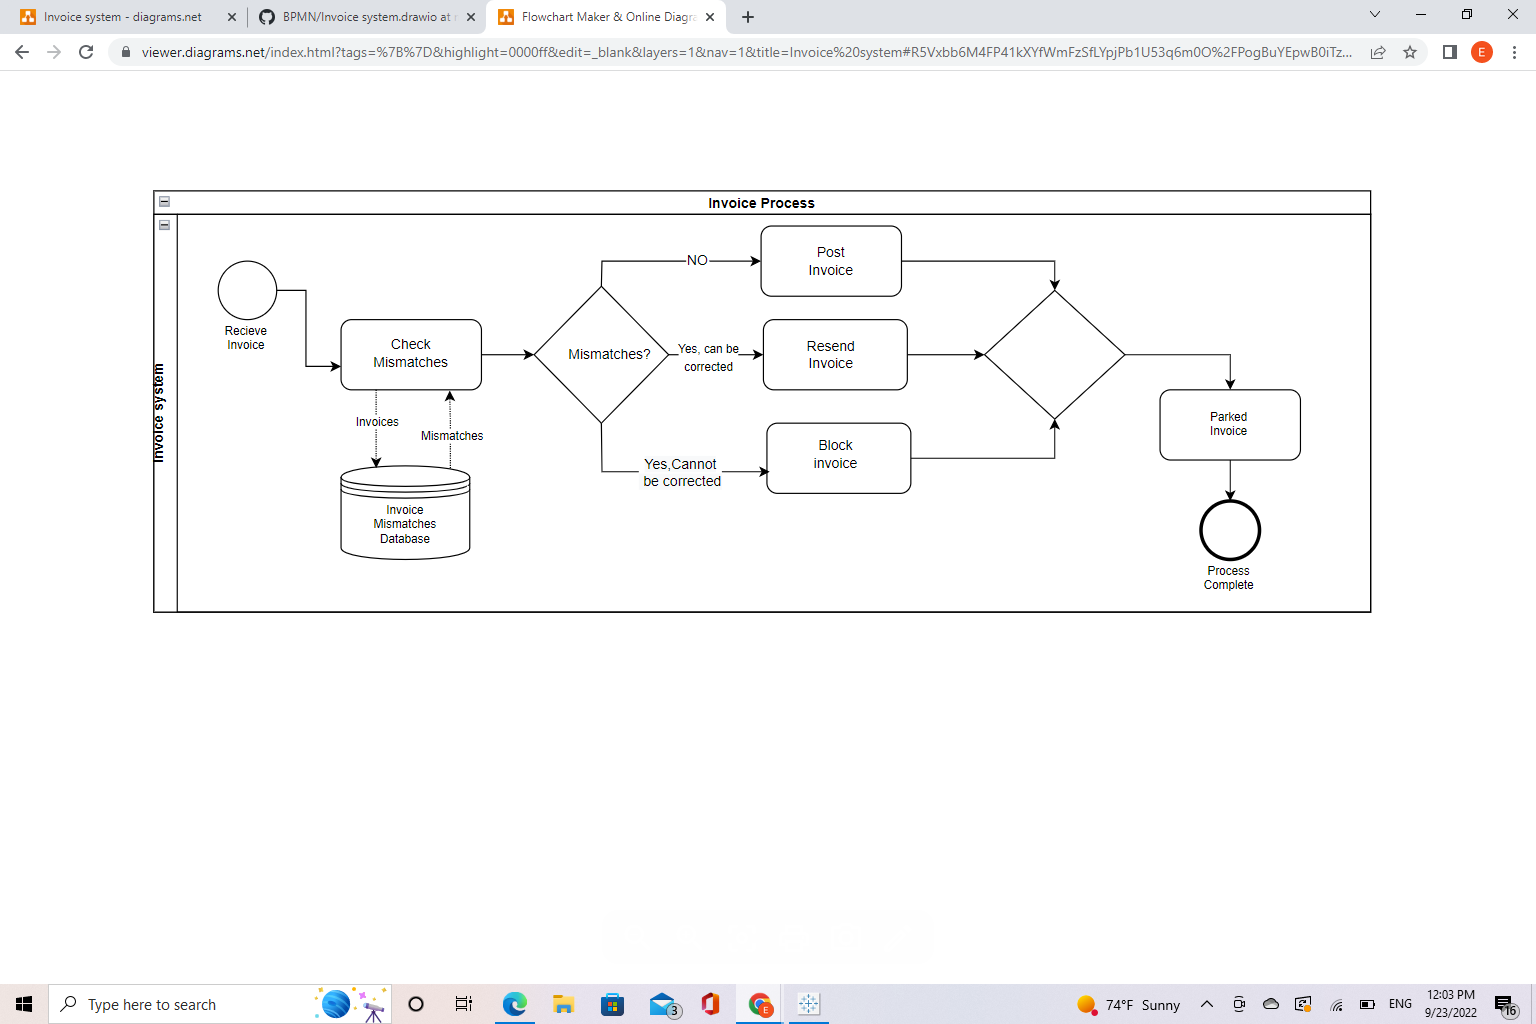 Invoice system - diagrams.net
BPMN/Invoice system.drawio at
Flowchart Maker & Online Diagra
viewer.diagrams.net/index.html?tags=%7B%7D&highlight=0000ff&edit=_blank&layers=1&nav=1&title=Invoice%20system#R5Vxbb6M4FP41kXYfWmFzSfLYpjPb1U53q6m0O%2FPogBuYEpwB0iTz...
E
Invoice Process
Invoice system
Recieve
Invoice
Check
Mismatches
Invoices
Mismatches
Invoice
Mismatches
Database
Mismatches?
NO
Yes, can be
corrected
Yes,Cannot
be corrected
Post
Invoice
Resend
Invoice
Block
invoice
Parked
Invoice
Process
Complete
Type here to search
3
E
74°F Sunny
ENG
12:03 PM
9/23/2022
16